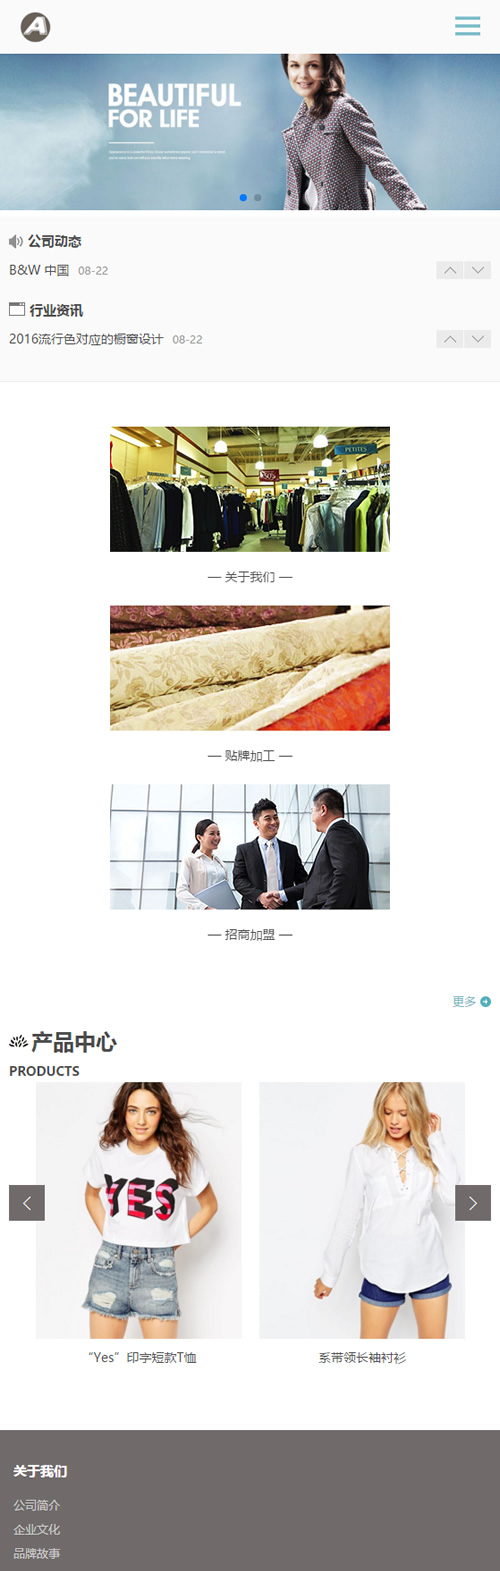 A
BEAUTIFUL
FOR LIFE
公司动态
B&W 中国 08-22
行业资讯
2016流行色对应的橱窗设计 08-22
PETITES
— 关于我们 —
— 贴牌加工 —
— 招商加盟 —
更多
产品中心
PRODUCTS
YES
“Yes”印字短款T恤
系带领长袖衬衫
关于我们
公司简介
企业文化
品牌故事